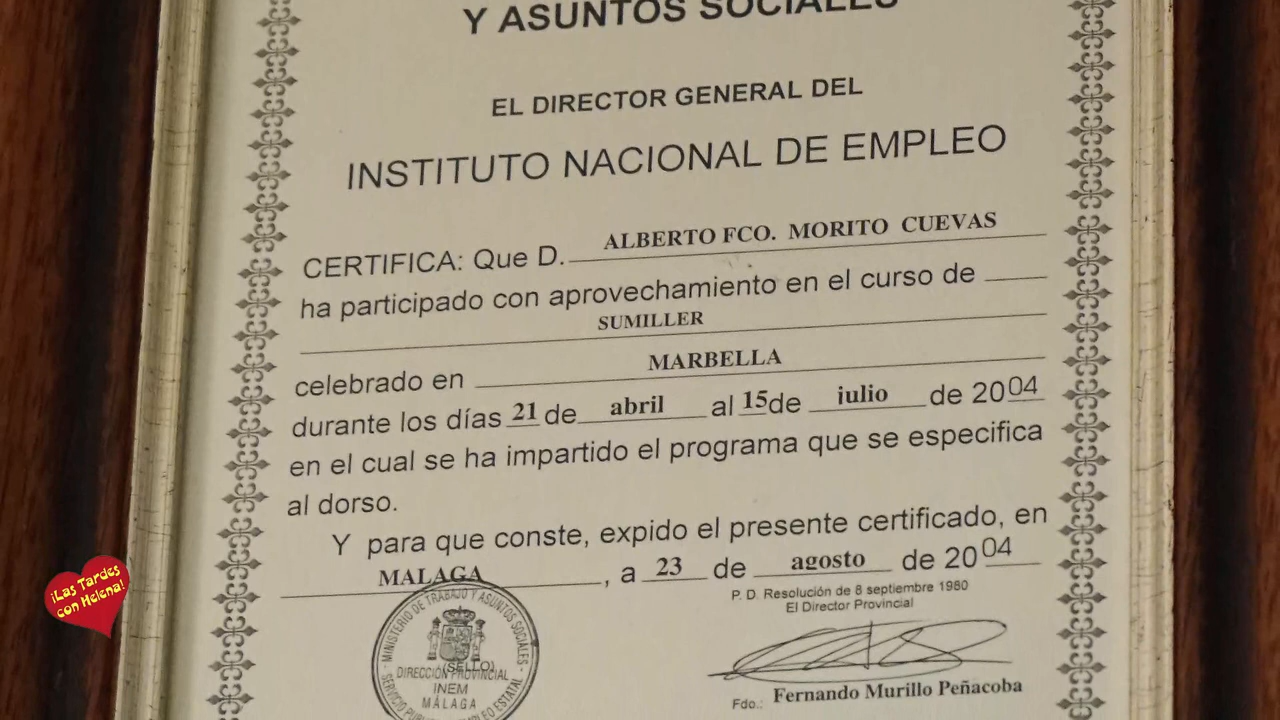 Y ASUNTOS SOCIALES
EL DIRECTOR GENERAL DEL
INSTITUTO NACIONAL DE EMPLEO
CERTIFICA: Que D. ALBERTO FCO. MORITO CUEVAS
ha participado con aprovechamiento en el curso de
SUMILLER
celebrado en MARBELLA
durante los días 21 de abril al 15 de julio de 2004
en el cual se ha impartido el programa que se especifica
al dorso.
Y para que conste, expido el presente certificado, en
MALAGA, a 23 de agosto de 2004
P. D. Resolución de 8 septiembre 1980
El Director Provincial
MINISTERIO DE TRABAJO Y ASUNTOS SOCIALES
(SELLO)
DIRECCIÓN PROVINCIAL
INEM
MÁLAGA
SERVICIO PUBLICO EMPLEO ESTATAL
Fdo.: Fernando Murillo Peñacoba
¡Las Tardes
con Helena!